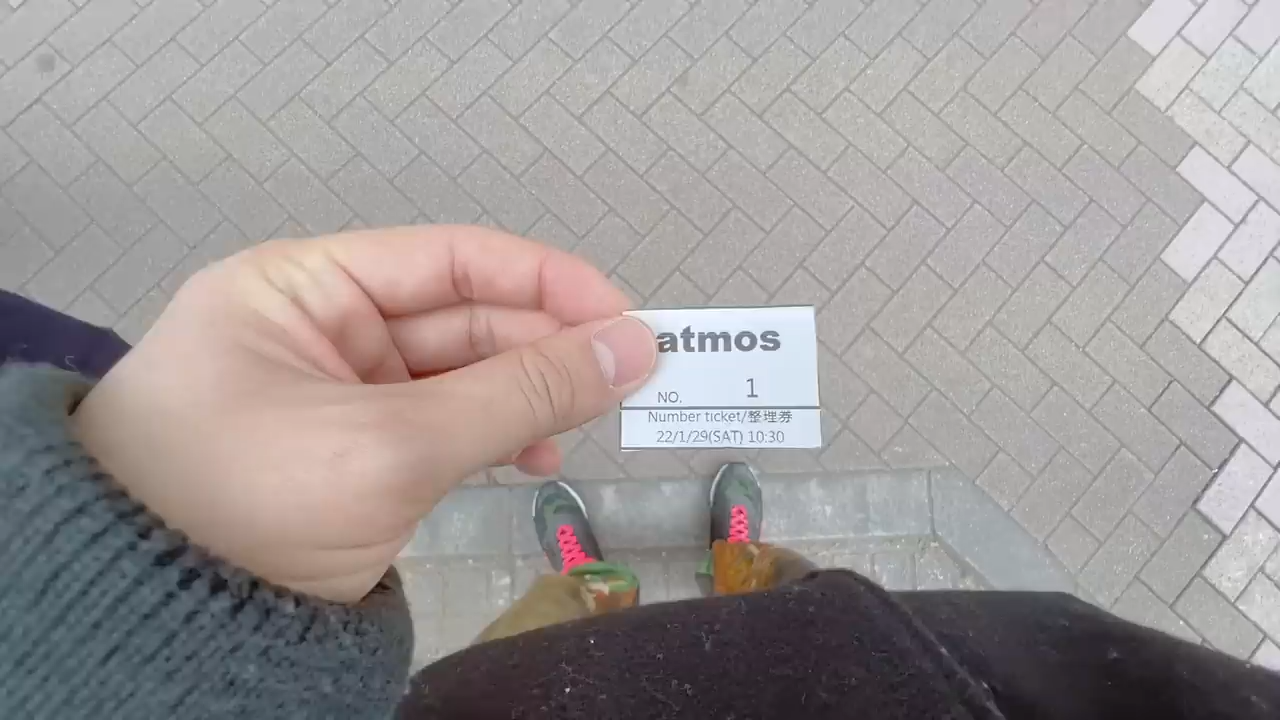 atmos
NO. 1
Number ticket/整理券
22/1/29(SAT) 10:30